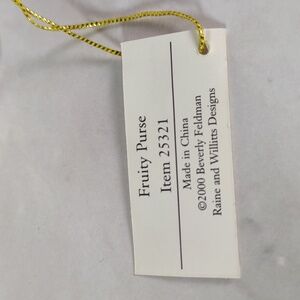 Fruity Purse
Item 25321
Made in China
©2000 Beverly Feldman
Raine and Willitts Designs